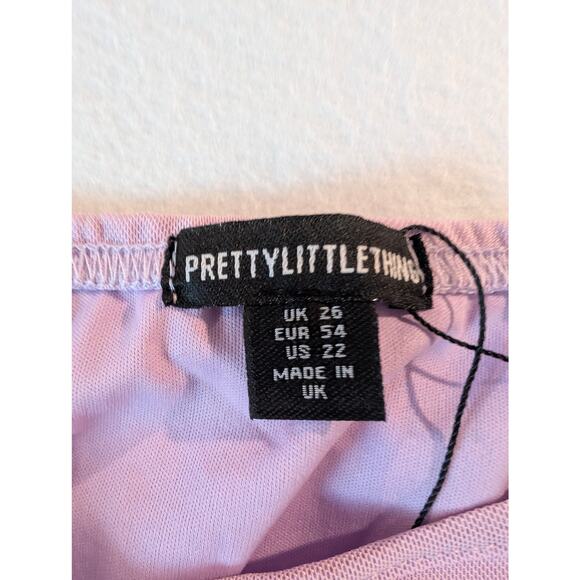 PRETTYLITTLETHING
UK 26
EUR 54
US 22
MADE IN
UK